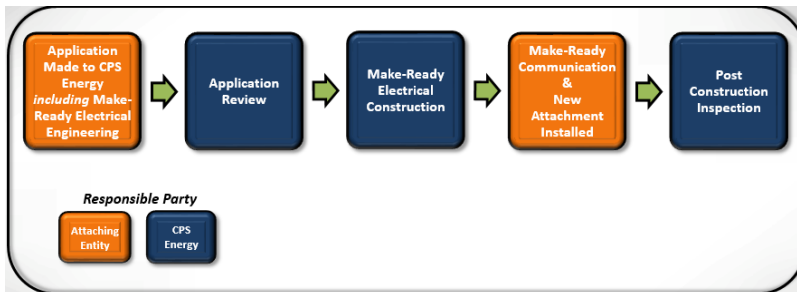 Application
Made to CPS
Energy
including Make-
Ready Electrical
Engineering
Application
Review
Make-Ready
Electrical
Construction
Make-Ready
Communication
&
New
Attachment
Installed
Post
Construction
Inspection
Responsible Party
Attaching
Entity
CPS
Energy